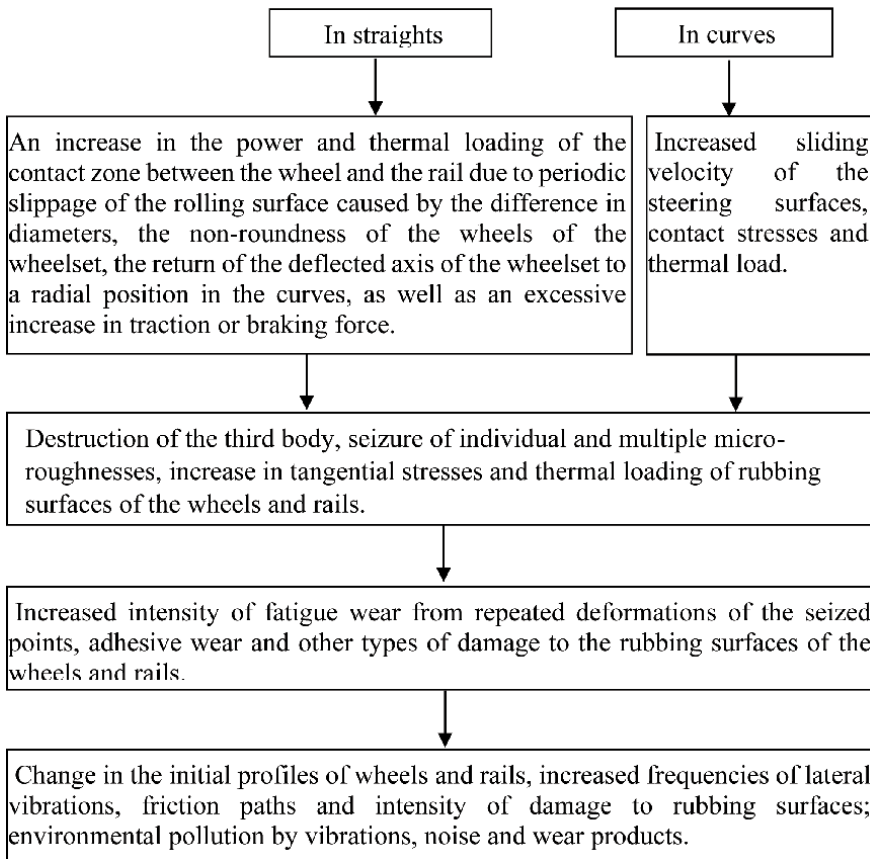 In straights
In curves
An increase in the power and thermal loading of the
contact zone between the wheel and the rail due to periodic
slippage of the rolling surface caused by the difference in
diameters, the non-roundness of the wheels of the
wheelset, the return of the deflected axis of the wheelset to
a radial position in the curves, as well as an excessive
increase in traction or braking force.
Increased sliding
velocity of the
steering surfaces,
contact stresses and
thermal load.
Destruction of the third body, seizure of individual and multiple micro-
roughnesses, increase in tangential stresses and thermal loading of rubbing
surfaces of the wheels and rails.
Increased intensity of fatigue wear from repeated deformations of the seized
points, adhesive wear and other types of damage to the rubbing surfaces of the
wheels and rails.
Change in the initial profiles of wheels and rails, increased frequencies of lateral
vibrations, friction paths and intensity of damage to rubbing surfaces;
environmental pollution by vibrations, noise and wear products.